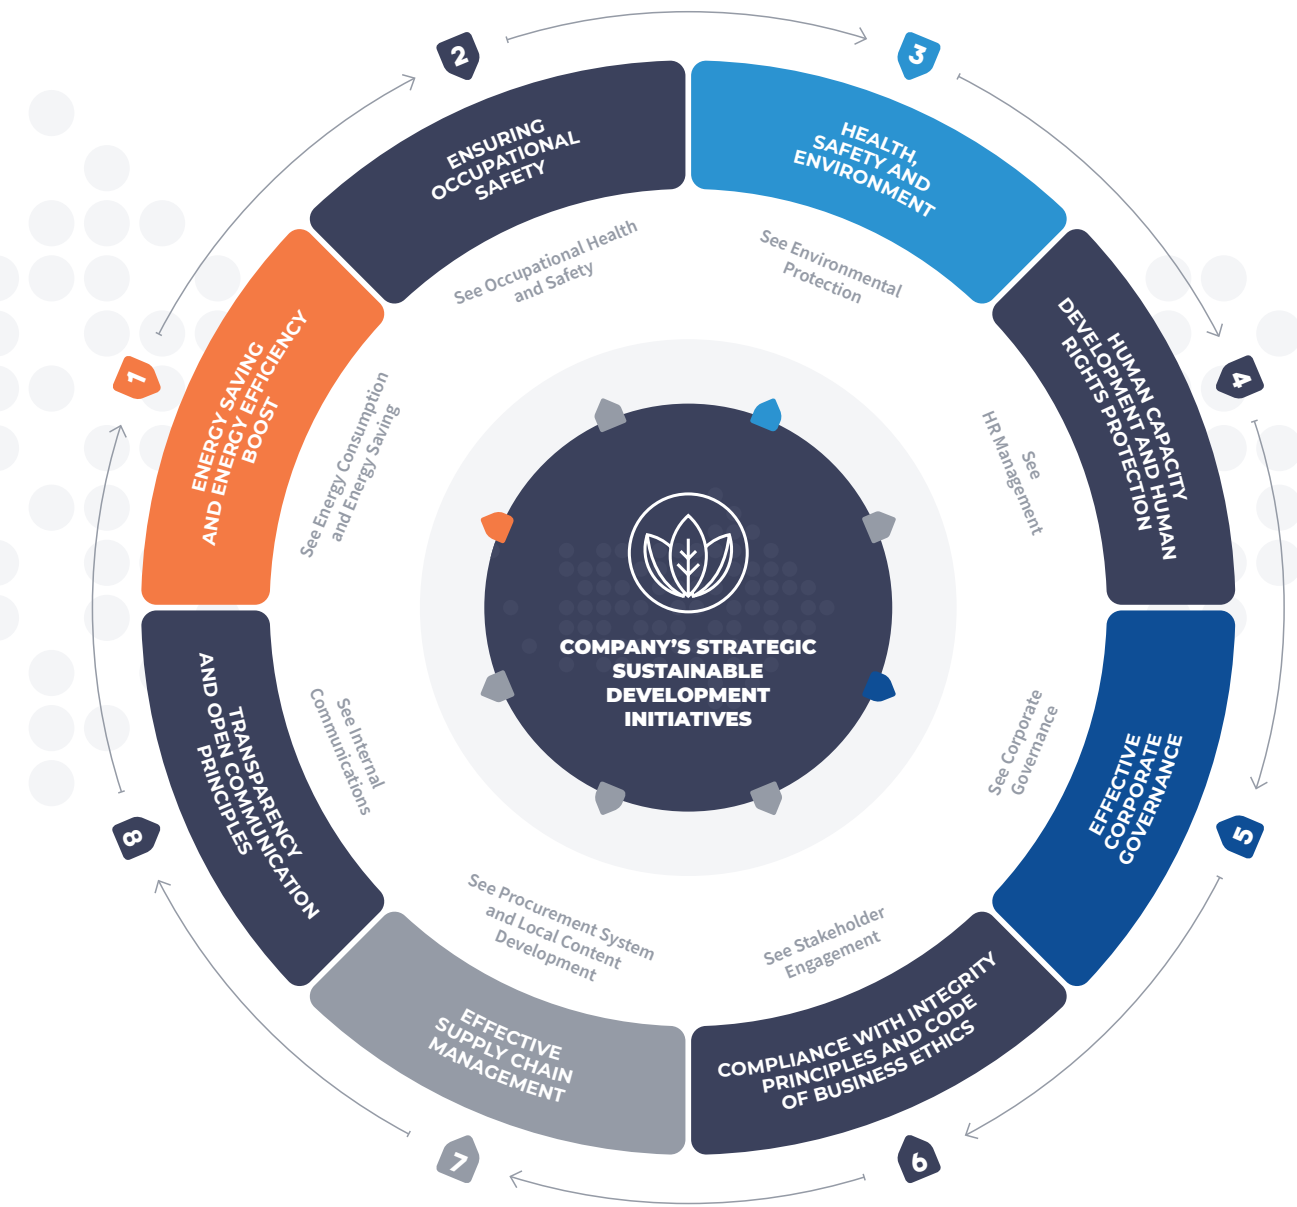 COMPANY'S STRATEGIC
SUSTAINABLE
DEVELOPMENT
INITIATIVES
1
ENERGY SAVING
AND ENERGY EFFICIENCY
BOOST
See Energy Consumption
and Energy Saving
2
ENSURING
OCCUPATIONAL
SAFETY
See Occupational Health
and Safety
3
HEALTH,
SAFETY AND
ENVIRONMENT
See Environmental
Protection
4
HUMAN CAPACITY
DEVELOPMENT AND HUMAN
RIGHTS PROTECTION
See
HR Management
5
EFFECTIVE
CORPORATE
GOVERNANCE
See Corporate
Governance
6
COMPLIANCE WITH INTEGRITY
PRINCIPLES AND CODE
OF BUSINESS ETHICS
See Stakeholder
Engagement
7
EFFECTIVE
SUPPLY CHAIN
MANAGEMENT
See Procurement System
and Local Content
Development
8
TRANSPARENCY
AND OPEN COMMUNICATION
PRINCIPLES
See Internal
Communications